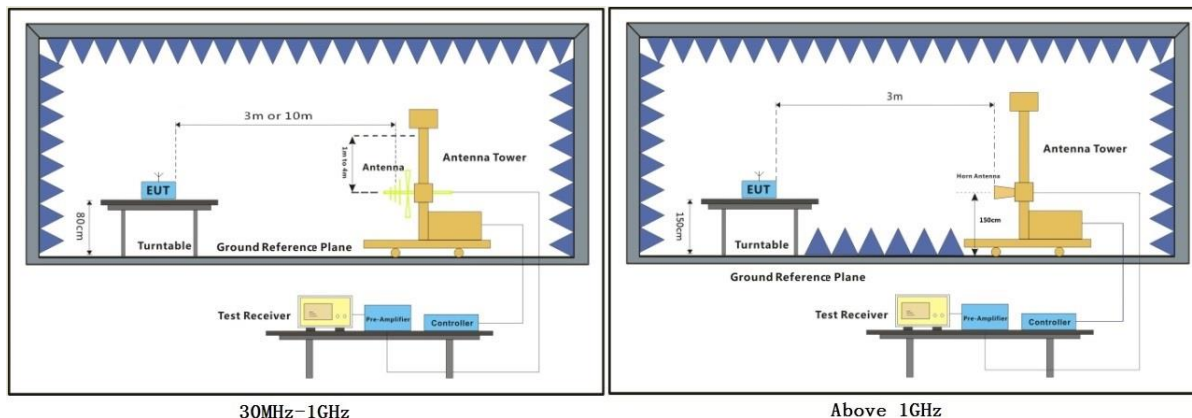 3m or 10m
1m to 4m
Antenna
Antenna Tower
EUT
80cm
Turntable
Ground Reference Plane
Test Receiver
Pre-Amplifier
Controller
30MHz-1GHz
3m
Antenna Tower
Horn Antenna
EUT
150cm
150cm
Turntable
Ground Reference Plane
Test Receiver
Pre-Amplifier
Controller
Above 1GHz